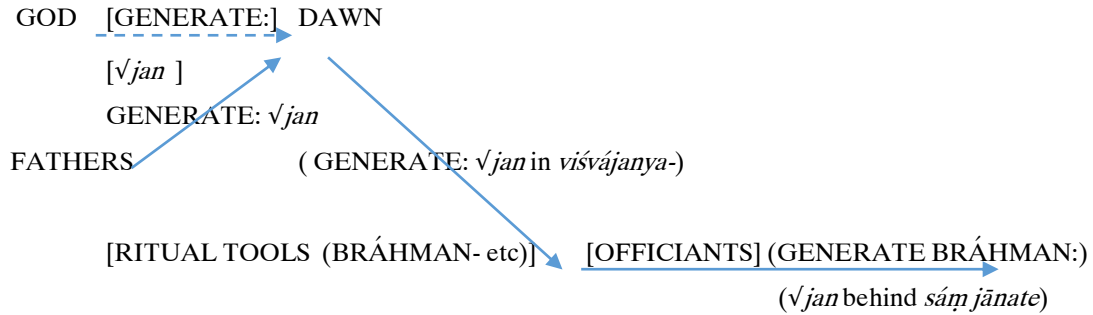 GOD [GENERATE:] DAWN
[√jan ]
GENERATE: √jan
FATHERS ( GENERATE: √jan in viśvájanya-)
[RITUAL TOOLS (BRÁHMAN- etc)] [OFFICIANTS] (GENERATE BRÁHMAN:)
(√jan behind sáṃ jānate)